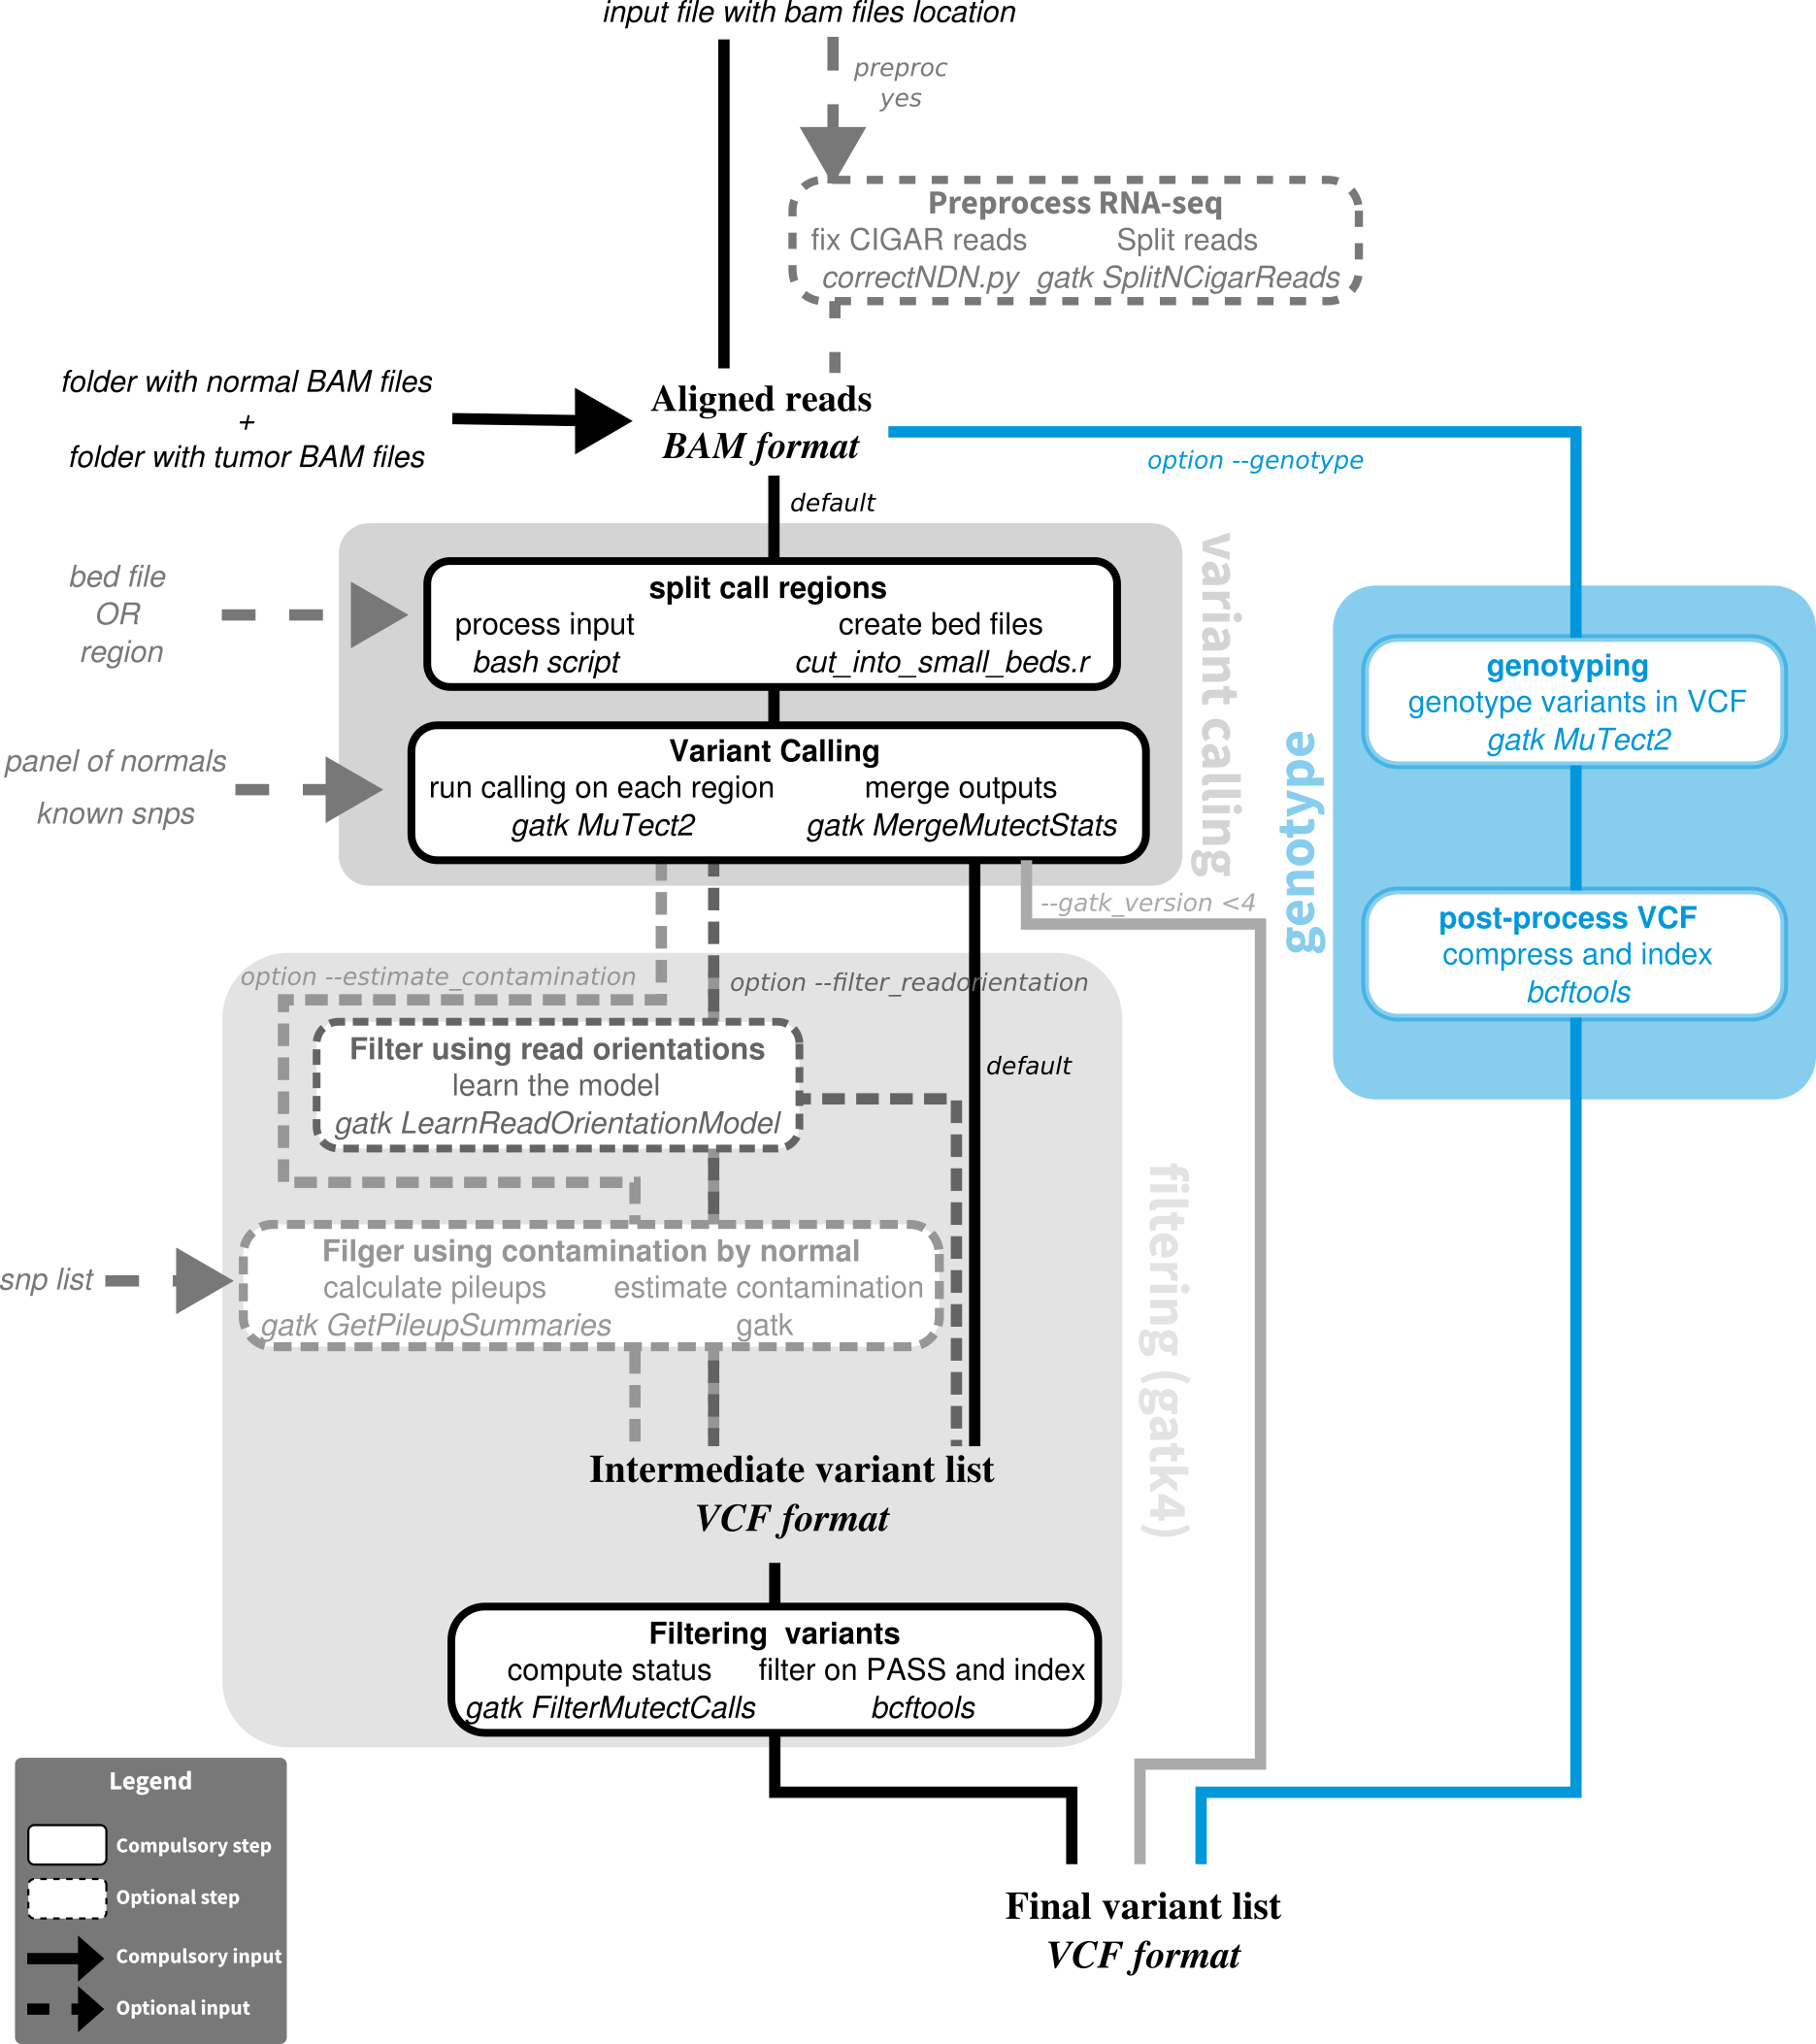 input file with bam files location
preproc
yes
Preprocess RNA-seq
fix CIGAR reads Split reads
correctNDN.py gatk SplitNCigarReads
folder with normal BAM files
+
folder with tumor BAM files
Aligned reads
BAM format
option --genotype
default
variant calling
bed file
OR
region
split call regions
process input create bed files
bash script cut_into_small_beds.r
panel of normals
known snps
Variant Calling
run calling on each region merge outputs
gatk MuTect2 gatk MergeMutectStats
genotype
genotyping
genotype variants in VCF
gatk MuTect2
post-process VCF
compress and index
bcftools
--gatk_version <4
option --estimate_contamination
option --filter_readorientation
Filter using read orientations
learn the model
gatk LearnReadOrientationModel
default
filtering (gatk4)
snp list
Filger using contamination by normal
calculate pileups estimate contamination
gatk GetPileupSummaries gatk
Intermediate variant list
VCF format
Filtering variants
compute status filter on PASS and index
gatk FilterMutectCalls bcftools
Legend
Compulsory step
Optional step
Compulsory input
Optional input
Final variant list
VCF format